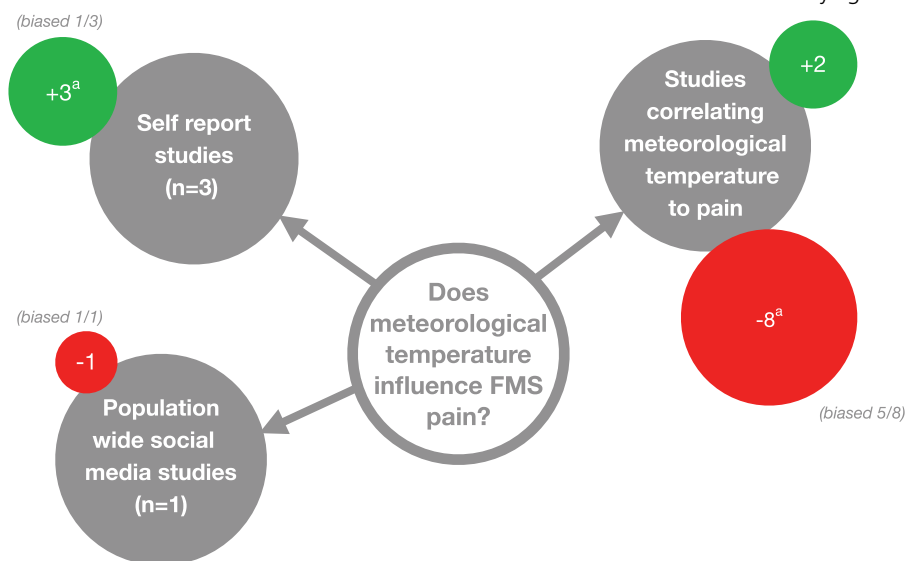 (biased 1/3)
+3a
Self report
studies
(n=3)
+2
Studies
correlating
meteorological
temperature
to pain
-8a
(biased 5/8)
Does
meteorological
temperature
influence FMS
pain?
(biased 1/1)
-1
Population
wide social
media studies
(n=1)